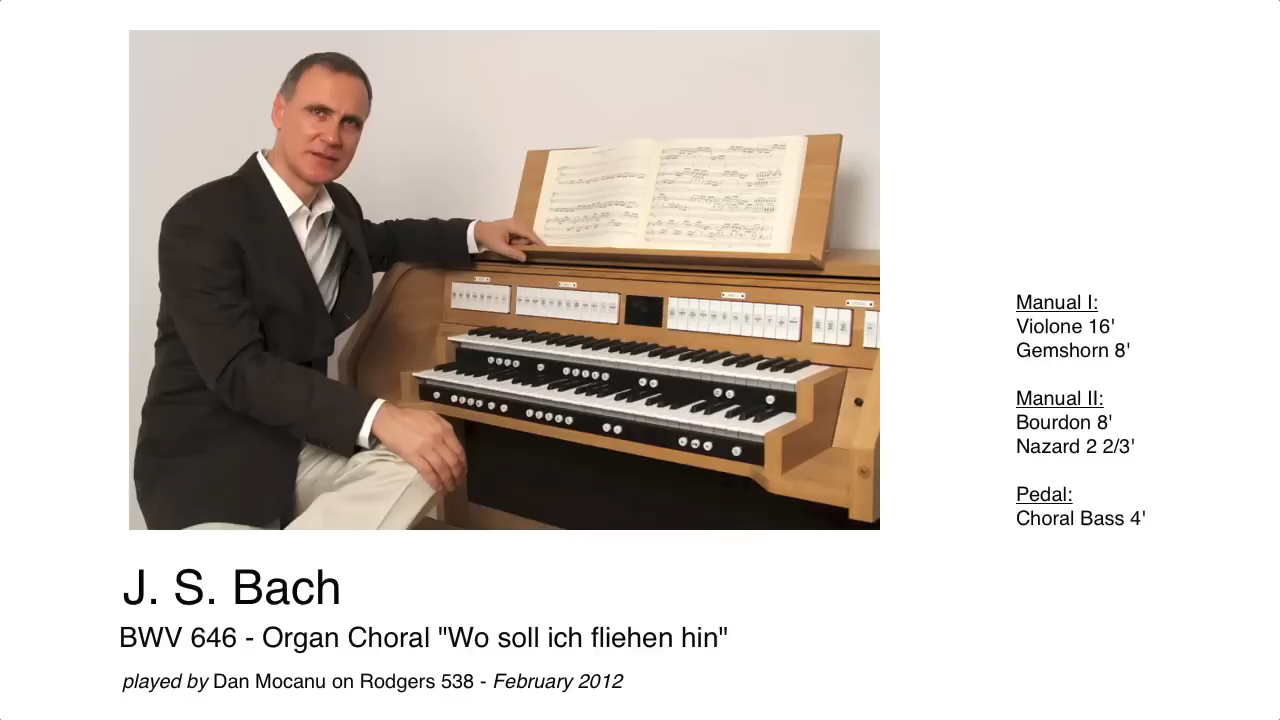 Manual I:
Violone 16'
Gemshorn 8'
Manual II:
Bourdon 8'
Nazard 2 2/3'
Pedal:
Choral Bass 4'
J. S. Bach
BWV 646 - Organ Choral "Wo soll ich fliehen hin"
played by Dan Mocanu on Rodgers 538 - February 2012